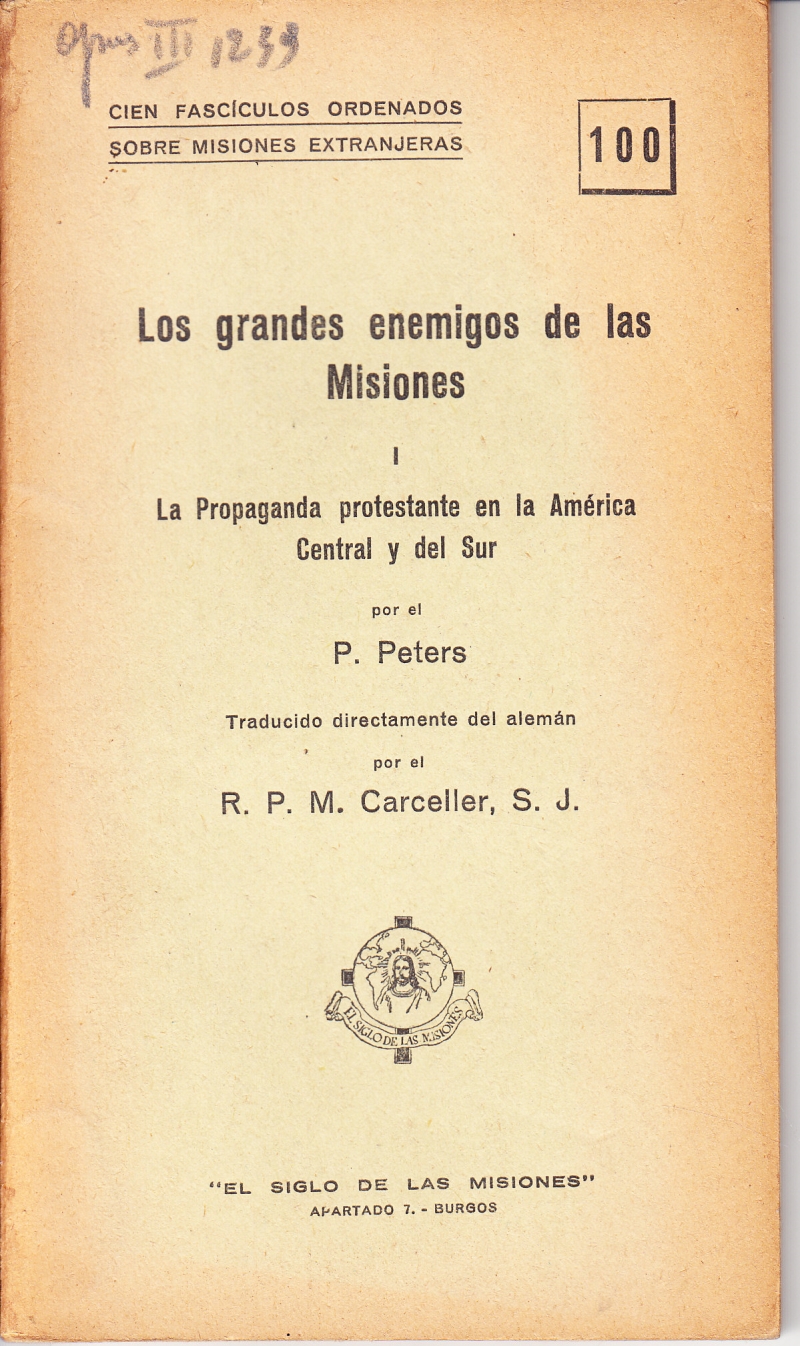 Opus III 1233
CIEN FASCÍCULOS ORDENADOS
SOBRE MISIONES EXTRANJERAS
100
Los grandes enemigos de las
Misiones
I
La Propaganda protestante en la América
Central y del Sur
por el
P. Peters
Traducido directamente del alemán
por el
R. P. M. Carceller, S. J.
EL SIGLO DE LAS MISIONES
"EL SIGLO DE LAS MISIONES"
APARTADO 7. - BURGOS